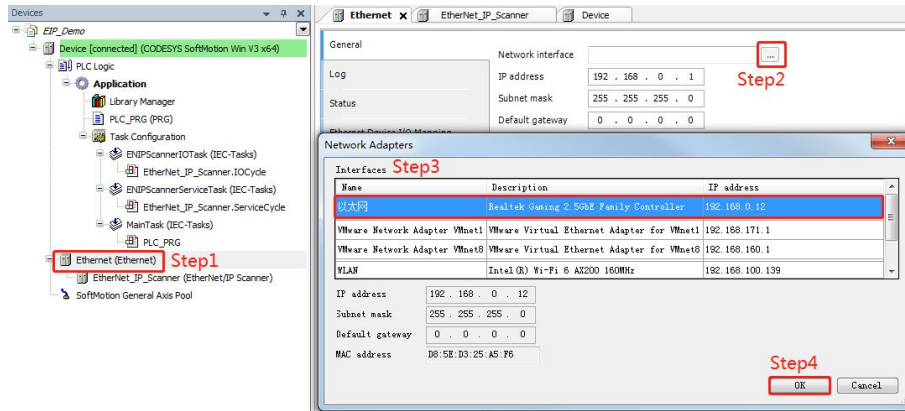 Devices
EIP_Demo
Device [connected] (CODESYS SoftMotion Win V3 x64)
PLC Logic
Application
Library Manager
PLC_PRG (PRG)
Task Configuration
ENIPScannerIOTask (IEC-Tasks)
EtherNet_IP_Scanner.IOCycle
ENIPScannerServiceTask (IEC-Tasks)
EtherNet_IP_Scanner.ServiceCycle
MainTask (IEC-Tasks)
PLC_PRG
Ethernet (Ethernet) Step1
EtherNet_IP_Scanner (EtherNet/IP Scanner)
SoftMotion General Axis Pool
Ethernet EtherNet_IP_Scanner Device
General
Log
Status
Ethernet Device I/O Mapping
Network interface ...
Step2
IP address 192 . 168 . 0 . 1
Subnet mask 255 . 255 . 255 . 0
Default gateway 0 . 0 . 0 . 0
Network Adapters
Interfaces Step3
Name Description IP address
以太网 Realtek Gaming 2.5GbE Family Controller 192.168.0.12
VMware Network Adapter VMnet1 VMware Virtual Ethernet Adapter for VMnet1 192.168.171.1
VMware Network Adapter VMnet8 VMware Virtual Ethernet Adapter for VMnet8 192.168.160.1
WLAN Intel(R) Wi-Fi 6 AX200 160MHz 192.168.100.139
IP address 192 . 168 . 0 . 12
Subnet mask 255 . 255 . 255 . 0
Default gateway 0 . 0 . 0 . 0
MAC address D8:5E:D3:25:A5:F6
Step4
OK Cancel